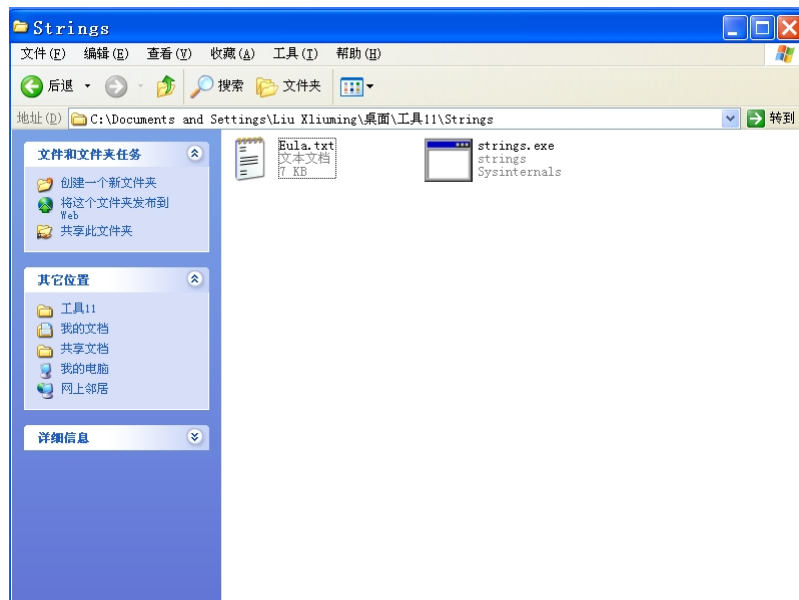 Strings
文件(F) 编辑(E) 查看(V) 收藏(A) 工具(T) 帮助(H)
后退 搜索 文件夹
地址(D) C:\Documents and Settings\Liu Xliuming\桌面\工具11\Strings 转到
文件和文件夹任务
创建一个新文件夹
将这个文件夹发布到
Web
共享此文件夹
其它位置
工具11
我的文档
共享文档
我的电脑
网上邻居
详细信息
Eula.txt
文本文档
7 KB
strings.exe
strings
Sysinternals